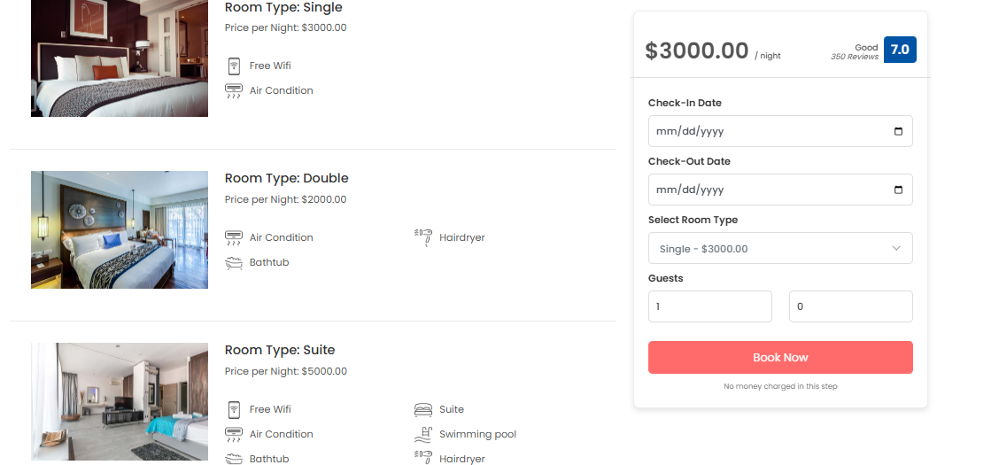 Room Type: Single
Price per Night: $3000.00
Free Wifi
Air Condition
Room Type: Double
Price per Night: $2000.00
Air Condition
Hairdryer
Bathtub
Room Type: Suite
Price per Night: $5000.00
Free Wifi
Suite
Air Condition
Swimming pool
Bathtub
Hairdryer
$3000.00 / night
Good
350 Reviews
7.0
Check-In Date
mm/dd/yyyy
Check-Out Date
mm/dd/yyyy
Select Room Type
Single - $3000.00
Guests
1
0
Book Now
No money charged in this step